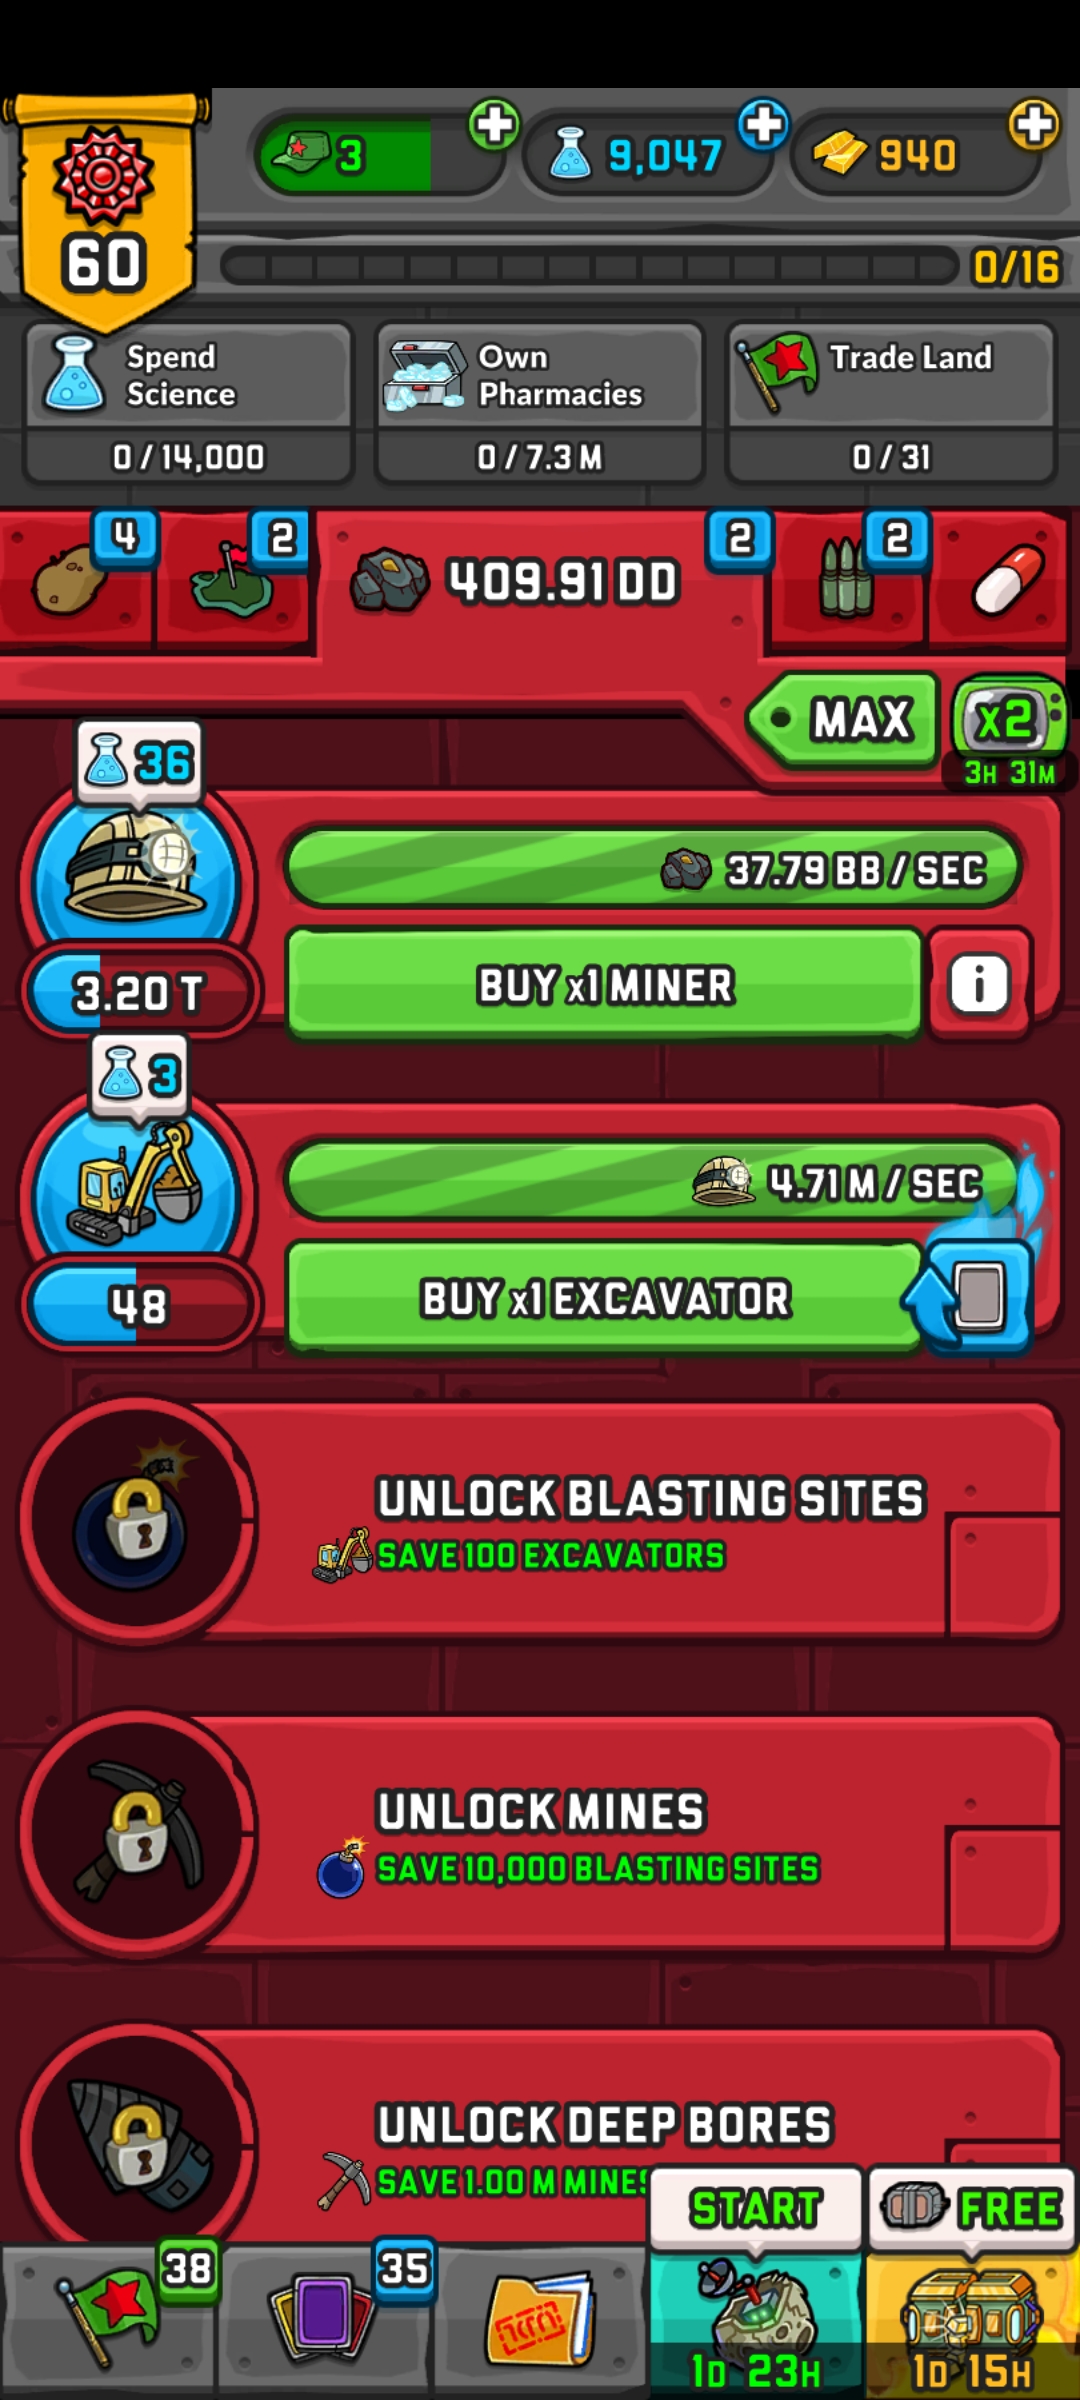 3
9,047
940
60
0/16
Spend
Science
Own
Pharmacies
Trade Land
0 / 14,000
0 / 7.3 M
0 / 31
4
2
409.91 DD
2
2
MAX
x2
3H 31M
36
37.79 BB / SEC
3.20 T
BUY x1 MINER
i
3
4.71 M / SEC
48
BUY x1 EXCAVATOR
UNLOCK BLASTING SITES
SAVE 100 EXCAVATORS
UNLOCK MINES
SAVE 10,000 BLASTING SITES
UNLOCK DEEP BORES
SAVE 1.00 M MINES
START
FREE
38
35
1D 23H
1D 15H